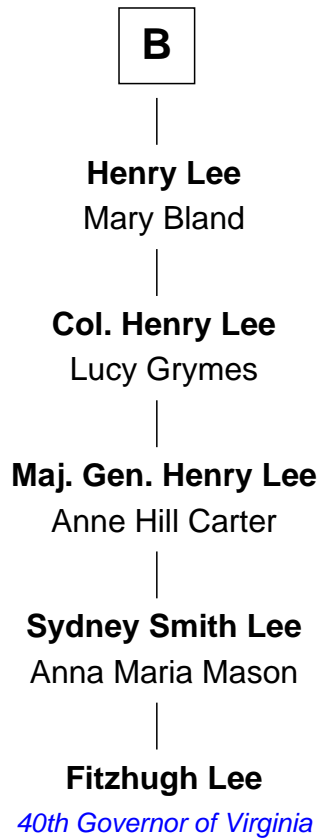 B
Henry Lee
Mary Bland
Col. Henry Lee
Lucy Grymes
Maj. Gen. Henry Lee
Anne Hill Carter
Sydney Smith Lee
Anna Maria Mason
Fitzhugh Lee
40th Governor of Virginia